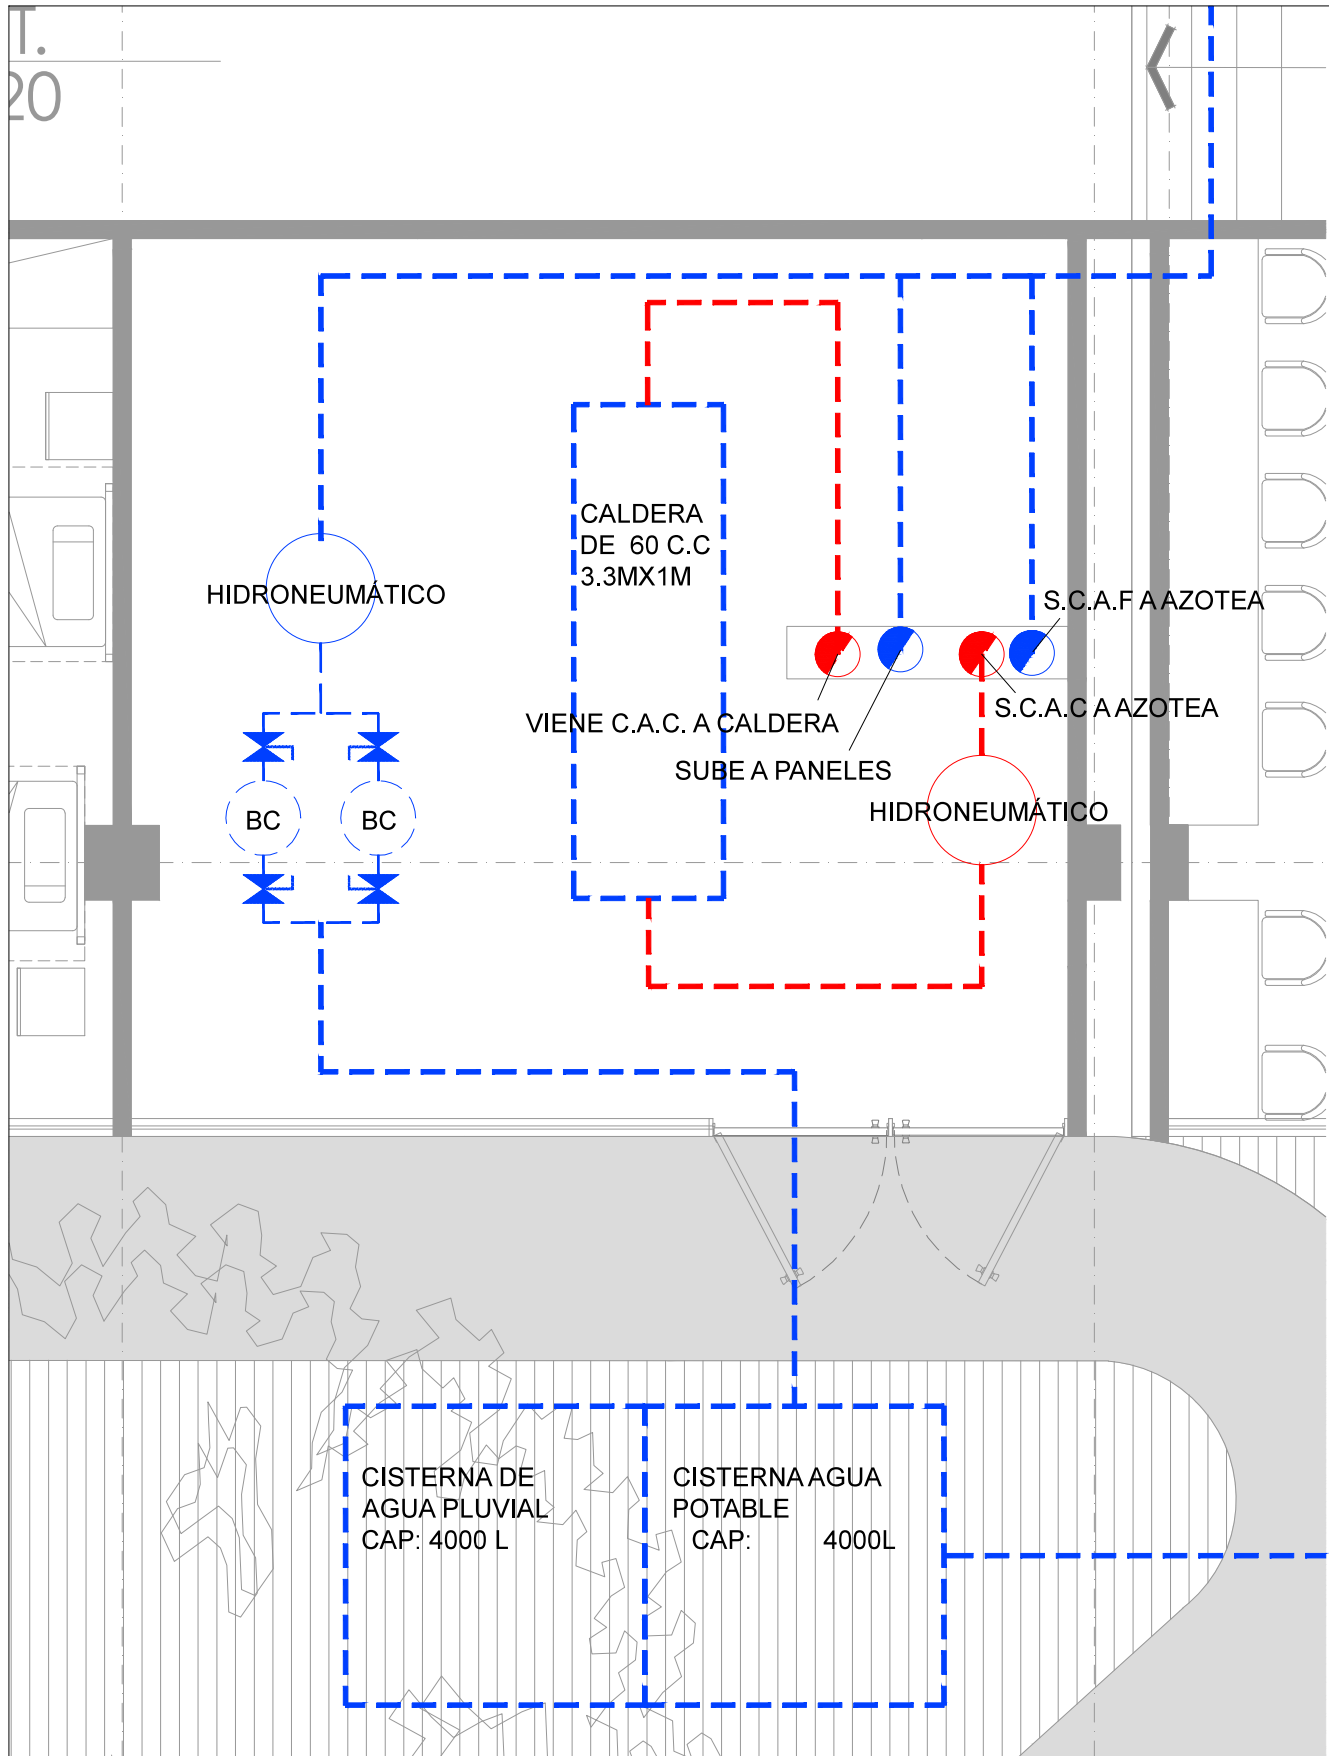 T.
20
CALDERA
DE 60 C.C
3.3MX1M
HIDRONEUMÁTICO
S.C.A.F A AZOTEA
VIENE C.A.C. A CALDERA
S.C.A.C A AZOTEA
SUBE A PANELES
HIDRONEUMÁTICO
BC
BC
CISTERNA DE
AGUA PLUVIAL
CAP: 4000 L
CISTERNA AGUA
POTABLE
CAP: 4000L